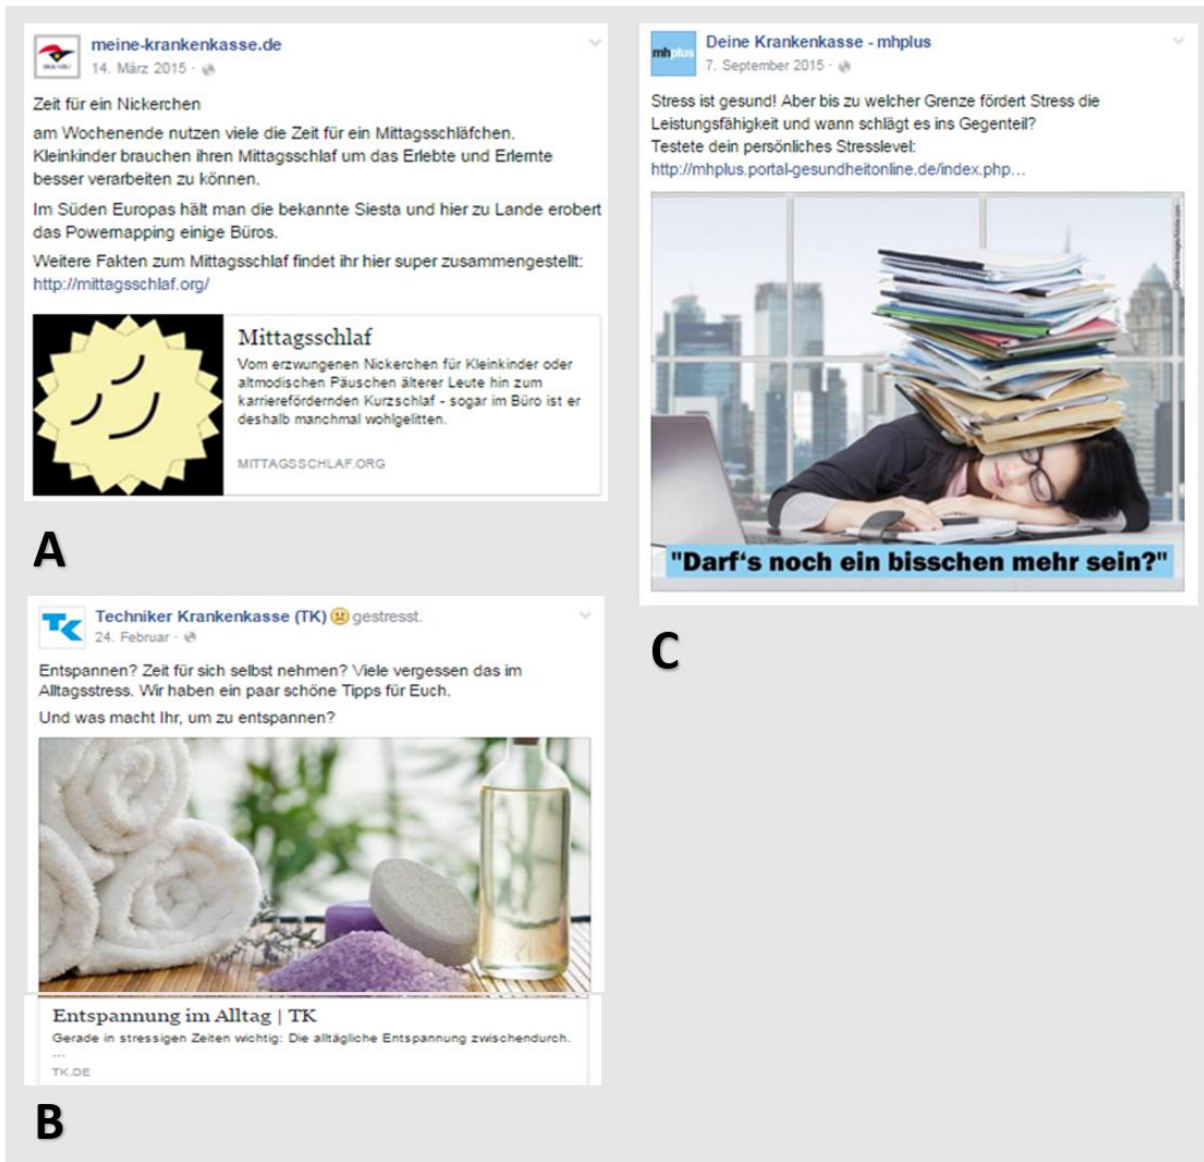 meine-krankenkasse.de
14. März 2015
Zeit für ein Nickerchen
am Wochenende nutzen viele die Zeit für ein Mittagsschläfchen.
Kleinkinder brauchen ihren Mittagsschlaf um das Erlebte und Erlernte
besser verarbeiten zu können.
Im Süden Europas hält man die bekannte Siesta und hier zu Lande erobert
das Powernapping einige Büros.
Weitere Fakten zum Mittagsschlaf findet ihr hier super zusammengestellt:
http://mittagsschlaf.org/
Mittagsschlaf
Vom erzwungenen Nickerchen für Kleinkinder oder
altmodischen Päuschen älterer Leute hin zum
karrierefördernden Kurzschlaf - sogar im Büro ist er
deshalb manchmal wohlgelitten.
MITTAGSSCHLAF.ORG
A
Techniker Krankenkasse (TK) gestresst.
24. Februar
Entspannen? Zeit für sich selbst nehmen? Viele vergessen das im
Alltagsstress. Wir haben ein paar schöne Tipps für Euch.
Und was macht Ihr, um zu entspannen?
Entspannung im Alltag | TK
Gerade in stressigen Zeiten wichtig: Die alltägliche Entspannung zwischendurch.
...
TK.DE
B
mhplus
Deine Krankenkasse - mhplus
7. September 2015
Stress ist gesund! Aber bis zu welcher Grenze fördert Stress die
Leistungsfähigkeit und wann schlägt es ins Gegenteil?
Testete dein persönliches Stresslevel:
http://mhplus.portal-gesundheitonline.de/index.php...
"Darf's noch ein bisschen mehr sein?"
C